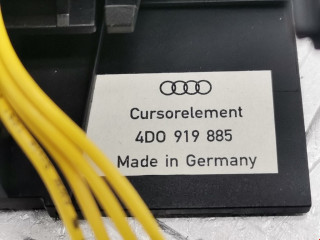 Cursorelement
4D0 919 885
Made in Germany